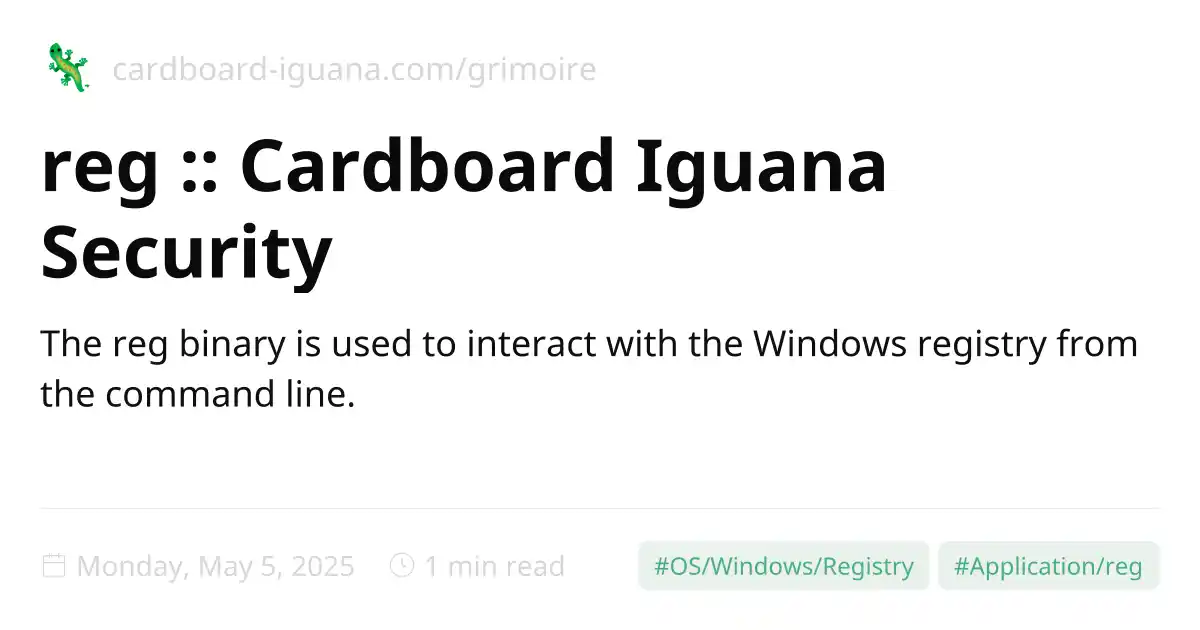 cardboard-iguana.com/grimoire
reg :: Cardboard Iguana
Security
The reg binary is used to interact with the Windows registry from
the command line.
Monday, May 5, 2025 1 min read #OS/Windows/Registry #Application/reg